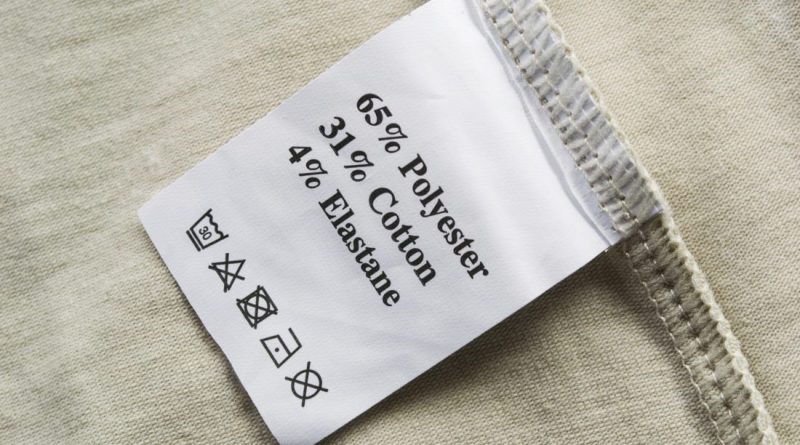 65% Polyester
31% Cotton
4% Elastane
30